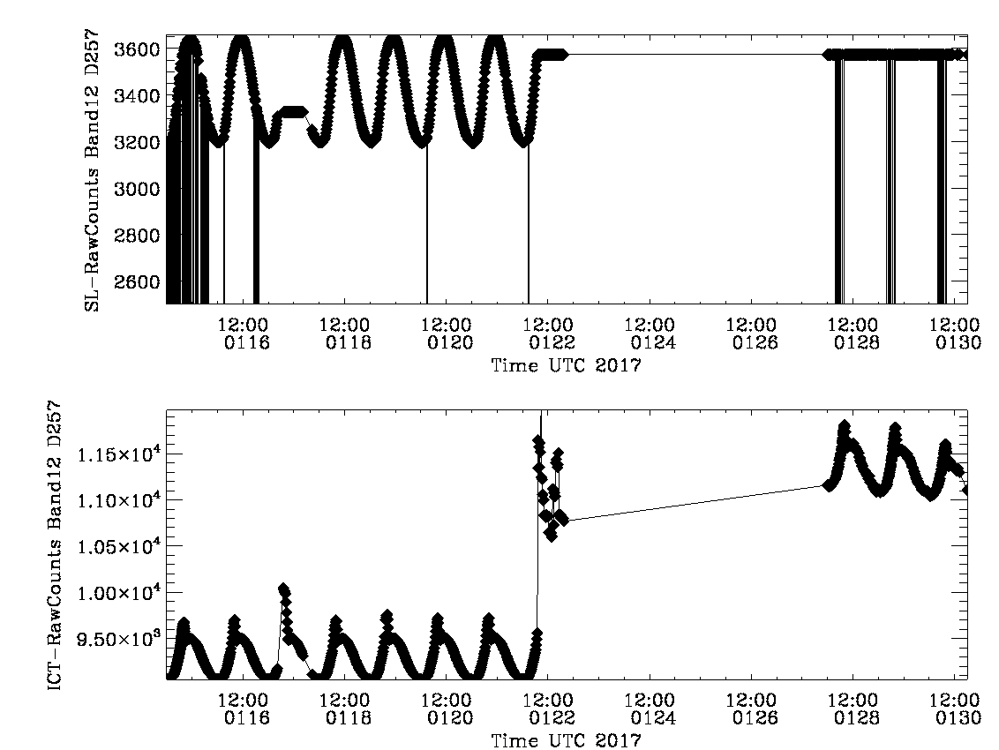 SL-RawCounts Band12 D257
3600
3400
3200
3000
2800
2600
12:00 12:00 12:00 12:00 12:00 12:00 12:00 12:00
0116 0118 0120 0122 0124 0126 0128 0130
Time UTC 2017
ICT-RawCounts Band12 D257
1.15×10⁴
1.10×10⁴
1.05×10⁴
1.00×10⁴
9.50×10³
12:00 12:00 12:00 12:00 12:00 12:00 12:00 12:00
0116 0118 0120 0122 0124 0126 0128 0130
Time UTC 2017